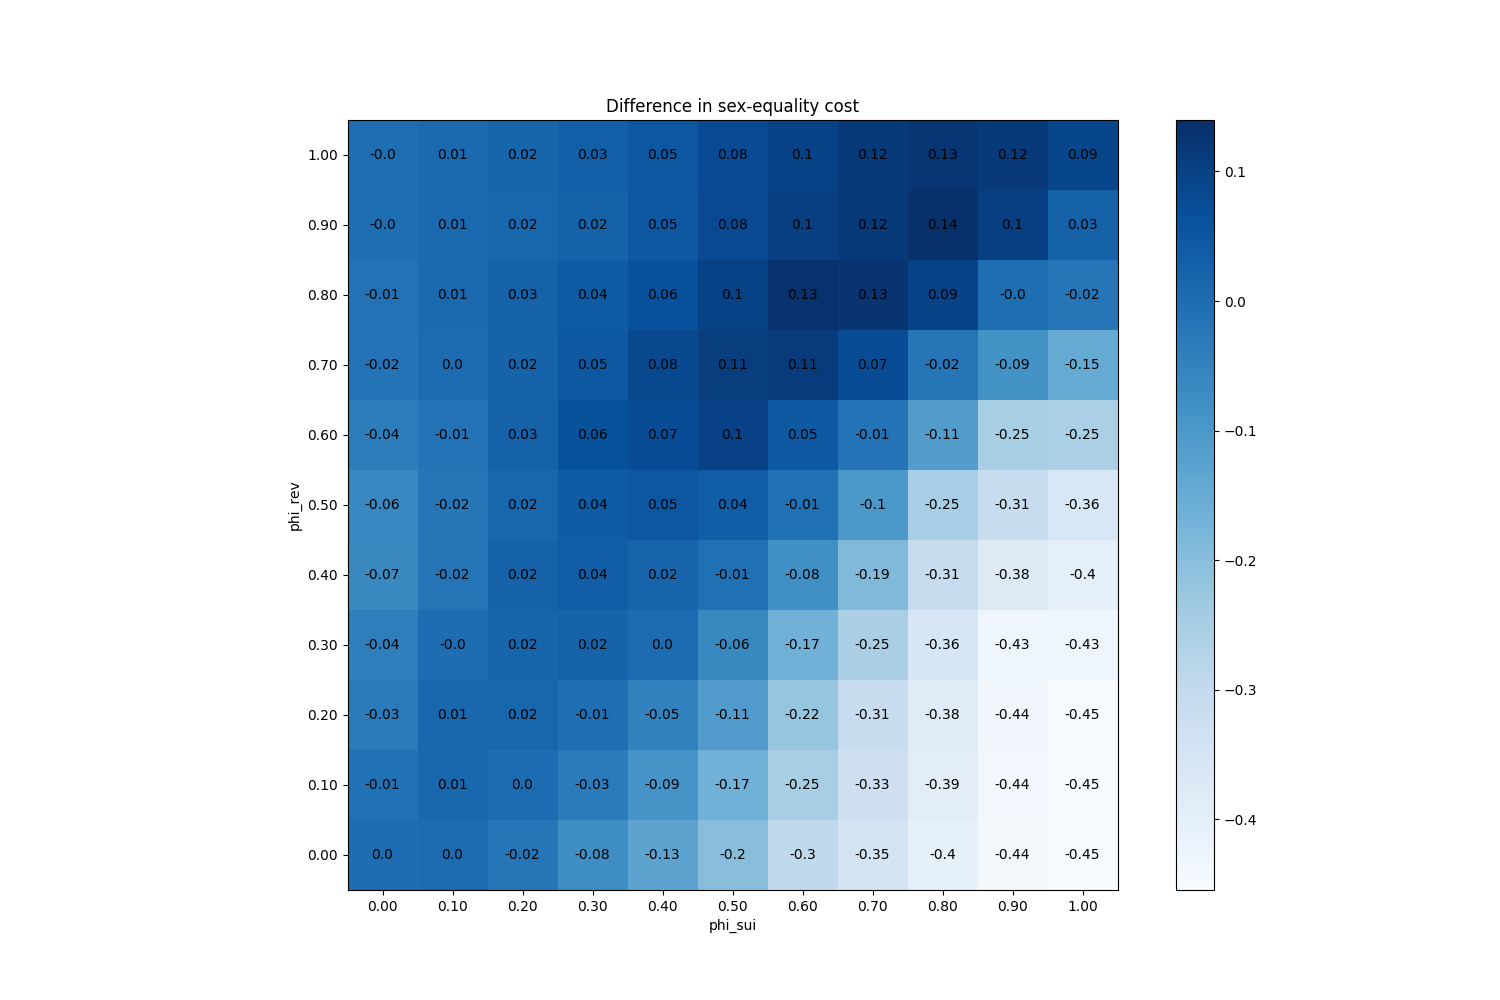 Difference in sex-equality cost
1.00 -0.0 0.01 0.02 0.03 0.05 0.08 0.1 0.12 0.13 0.12 0.09
0.90 -0.0 0.01 0.02 0.02 0.05 0.08 0.1 0.12 0.14 0.1 0.03
0.80 -0.01 0.01 0.03 0.04 0.06 0.1 0.13 0.13 0.09 -0.0 -0.02
0.70 -0.02 0.0 0.02 0.05 0.08 0.11 0.11 0.07 -0.02 -0.09 -0.15
0.60 -0.04 -0.01 0.03 0.06 0.07 0.1 0.05 -0.01 -0.11 -0.25 -0.25
0.50 -0.06 -0.02 0.02 0.04 0.05 0.04 -0.01 -0.1 -0.25 -0.31 -0.36
0.40 -0.07 -0.02 0.02 0.04 0.02 -0.01 -0.08 -0.19 -0.31 -0.38 -0.4
0.30 -0.04 -0.0 0.02 0.02 0.0 -0.06 -0.17 -0.25 -0.36 -0.43 -0.43
0.20 -0.03 0.01 0.02 -0.01 -0.05 -0.11 -0.22 -0.31 -0.38 -0.44 -0.45
0.10 -0.01 0.01 0.0 -0.03 -0.09 -0.17 -0.25 -0.33 -0.39 -0.44 -0.45
0.00 0.0 0.0 -0.02 -0.08 -0.13 -0.2 -0.3 -0.35 -0.4 -0.44 -0.45
0.00 0.10 0.20 0.30 0.40 0.50 0.60 0.70 0.80 0.90 1.00
phi_sui
phi_rev
0.1
0.0
−0.1
−0.2
−0.3
−0.4